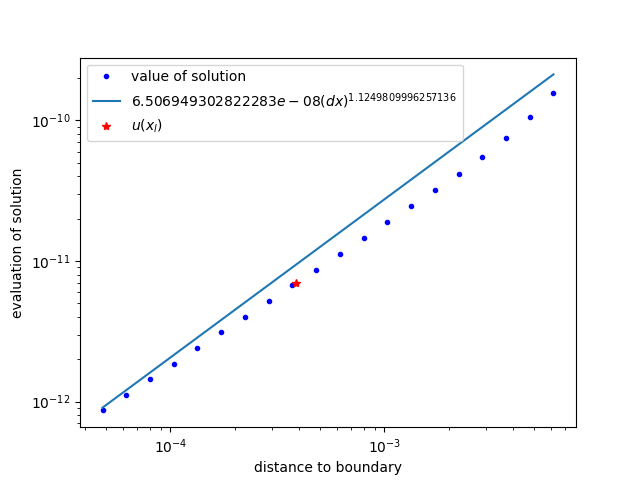 value of solution
6.506949302822283e − 08(dx)^1.1249809996257136
u(x_l)
10⁻¹⁰
10⁻¹¹
10⁻¹²
evaluation of solution
10⁻⁴
10⁻³
distance to boundary